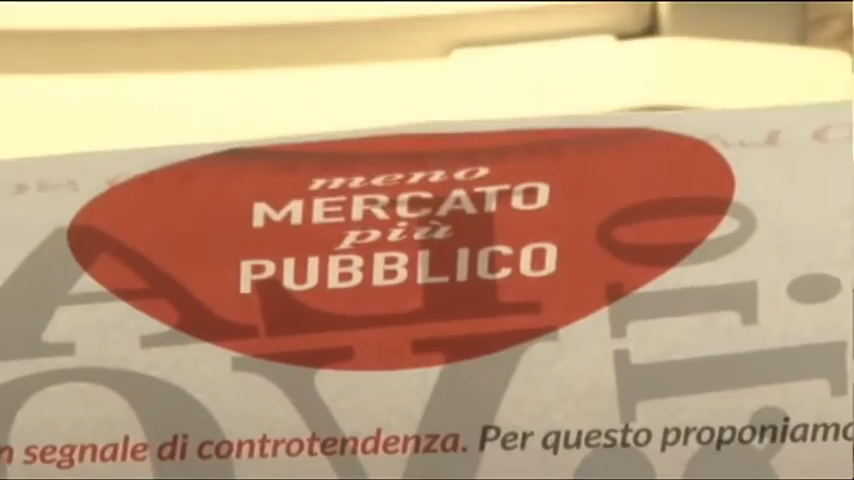 meno
MERCATO
più
PUBBLICO
segnale di controtendenza. Per questo proponiamo